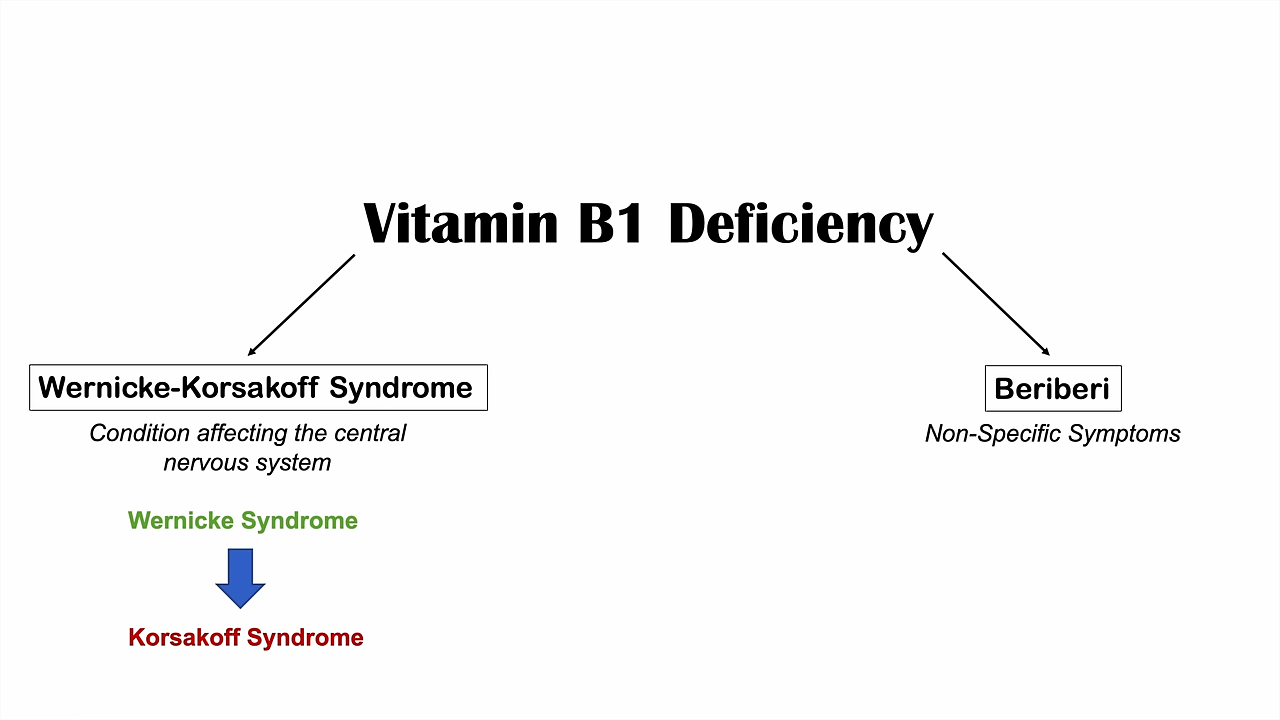 Vitamin B1 Deficiency
Wernicke-Korsakoff Syndrome
Condition affecting the central
nervous system
Wernicke Syndrome
Korsakoff Syndrome
Beriberi
Non-Specific Symptoms